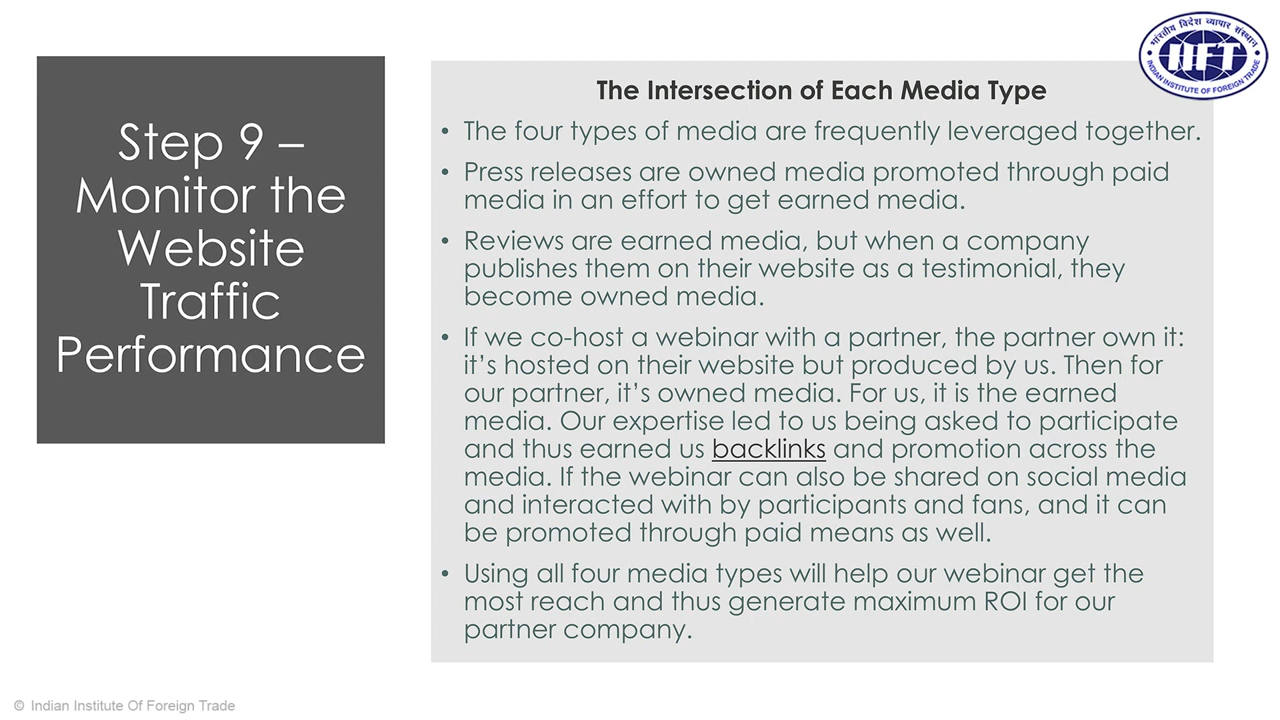 Step 9 –
Monitor the
Website
Traffic
Performance
भारतीय विदेश व्यापार संस्थान
IIFT
INDIAN INSTITUTE OF FOREIGN TRADE
The Intersection of Each Media Type
• The four types of media are frequently leveraged together.
• Press releases are owned media promoted through paid
media in an effort to get earned media.
• Reviews are earned media, but when a company
publishes them on their website as a testimonial, they
become owned media.
• If we co-host a webinar with a partner, the partner own it:
it’s hosted on their website but produced by us. Then for
our partner, it’s owned media. For us, it is the earned
media. Our expertise led to us being asked to participate
and thus earned us backlinks and promotion across the
media. If the webinar can also be shared on social media
and interacted with by participants and fans, and it can
be promoted through paid means as well.
• Using all four media types will help our webinar get the
most reach and thus generate maximum ROI for our
partner company.
© Indian Institute Of Foreign Trade